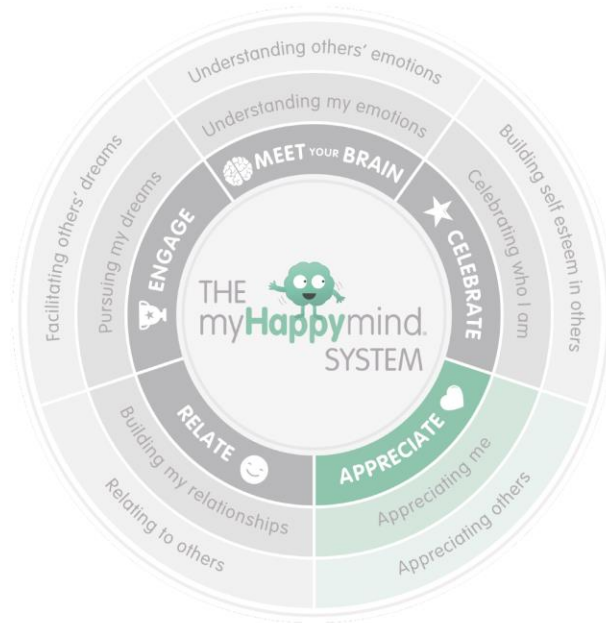 Understanding others' emotions
Understanding my emotions
MEET YOUR BRAIN
Building self esteem in others
Celebrating who I am
CELEBRATE
Appreciating others
Appreciating me
APPRECIATE
Relating to others
Building my relationships
RELATE
Facilitating others' dreams
Pursuing my dreams
ENGAGE
THE
myHappymind®
SYSTEM